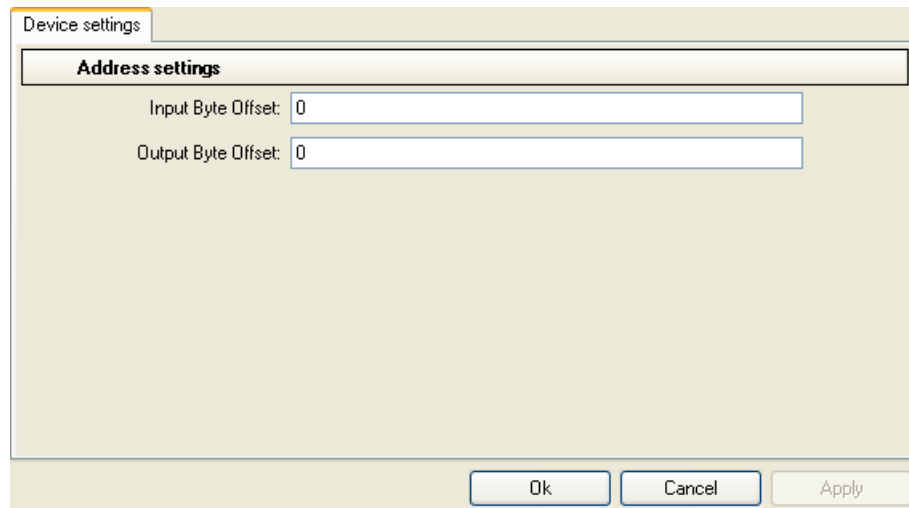 Device settings
Address settings
Input Byte Offset: 0
Output Byte Offset: 0
Ok Cancel Apply